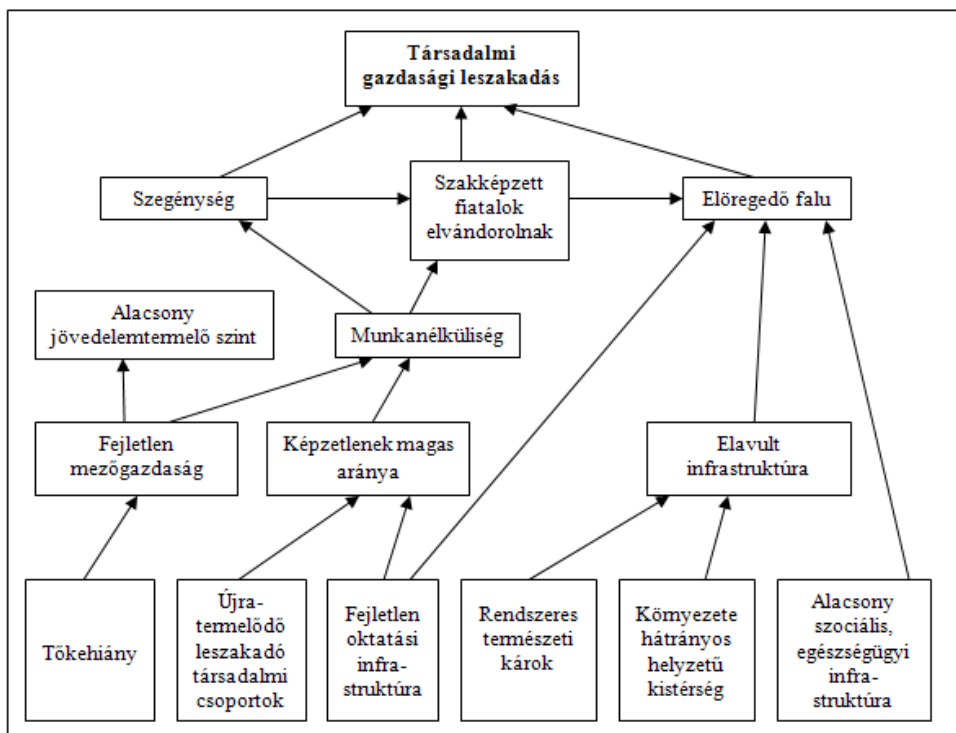 Társadalmi
gazdasági leszakadás
Szegénység
Szakképzett
fiatalok
elvándorolnak
Elöregedő falu
Alacsony
jövedelemtermelő szint
Munkanélküliség
Fejletlen
mezőgazdaság
Képzetlenek magas
aránya
Elavult
infrastruktúra
Tőkehiány
Újra-
termelődő
leszakadó
társadalmi
csoportok
Fejletlen
oktatási
infra-
struktúra
Rendszeres
természeti
károk
Környezete
hátrányos
helyzetű
kistérség
Alacsony
szociális,
egészségügyi
infra-
struktúra